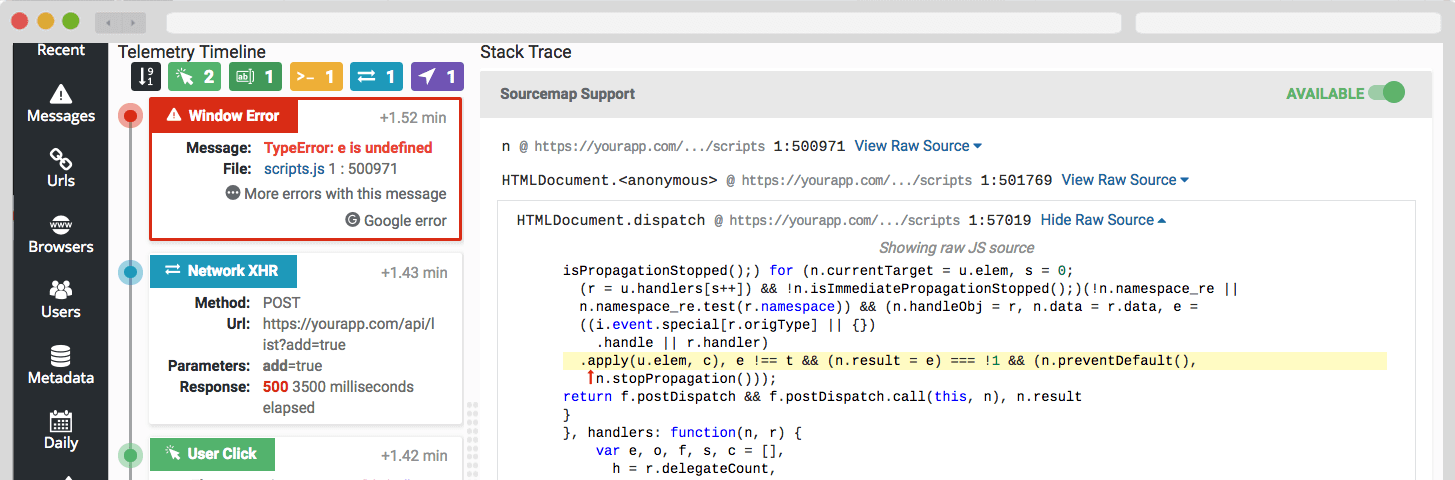 Recent
Messages
Urls
Browsers
Users
Metadata
Daily
Telemetry Timeline
9
1
2
ab
1
>_ 1
1
1
Window Error
+1.52 min
Message: TypeError: e is undefined
File: scripts.js 1 : 500971
More errors with this message
G Google error
Network XHR
+1.43 min
Method: POST
Url: https://yourapp.com/api/l
ist?add=true
Parameters: add=true
Response: 500 3500 milliseconds
elapsed
User Click
+1.42 min
Stack Trace
Sourcemap Support
AVAILABLE
n @ https://yourapp.com/.../scripts 1:500971 View Raw Source
HTMLDocument.<anonymous> @ https://yourapp.com/.../scripts 1:501769 View Raw Source
HTMLDocument.dispatch @ https://yourapp.com/.../scripts 1:57019 Hide Raw Source
Showing raw JS source
isPropagationStopped();) for (n.currentTarget = u.elem, s = 0;
(r = u.handlers[s++]) && !n.isImmediatePropagationStopped();)(!n.namespace_re ||
n.namespace_re.test(r.namespace)) && (n.handleObj = r, n.data = r.data, e =
((i.event.special[r.origType] || {})
.handle || r.handler)
.apply(u.elem, c), e !== t && (n.result = e) === !1 && (n.preventDefault(),
n.stopPropagation()));
return f.postDispatch && f.postDispatch.call(this, n), n.result
}
}, handlers: function(n, r) {
var e, o, f, s, c = [],
h = r.delegateCount,